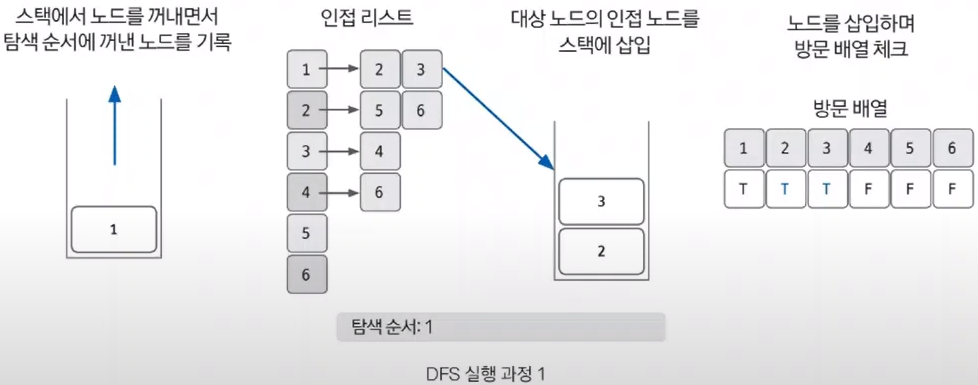 스택에서 노드를 꺼내면서
탐색 순서에 꺼낸 노드를 기록
1
인접 리스트
1 2 3
2 5 6
3 4
4 6
5
6
대상 노드의 인접 노드를
스택에 삽입
3
2
노드를 삽입하며
방문 배열 체크
방문 배열
1 2 3 4 5 6
T T T F F F
탐색 순서: 1
DFS 실행 과정 1